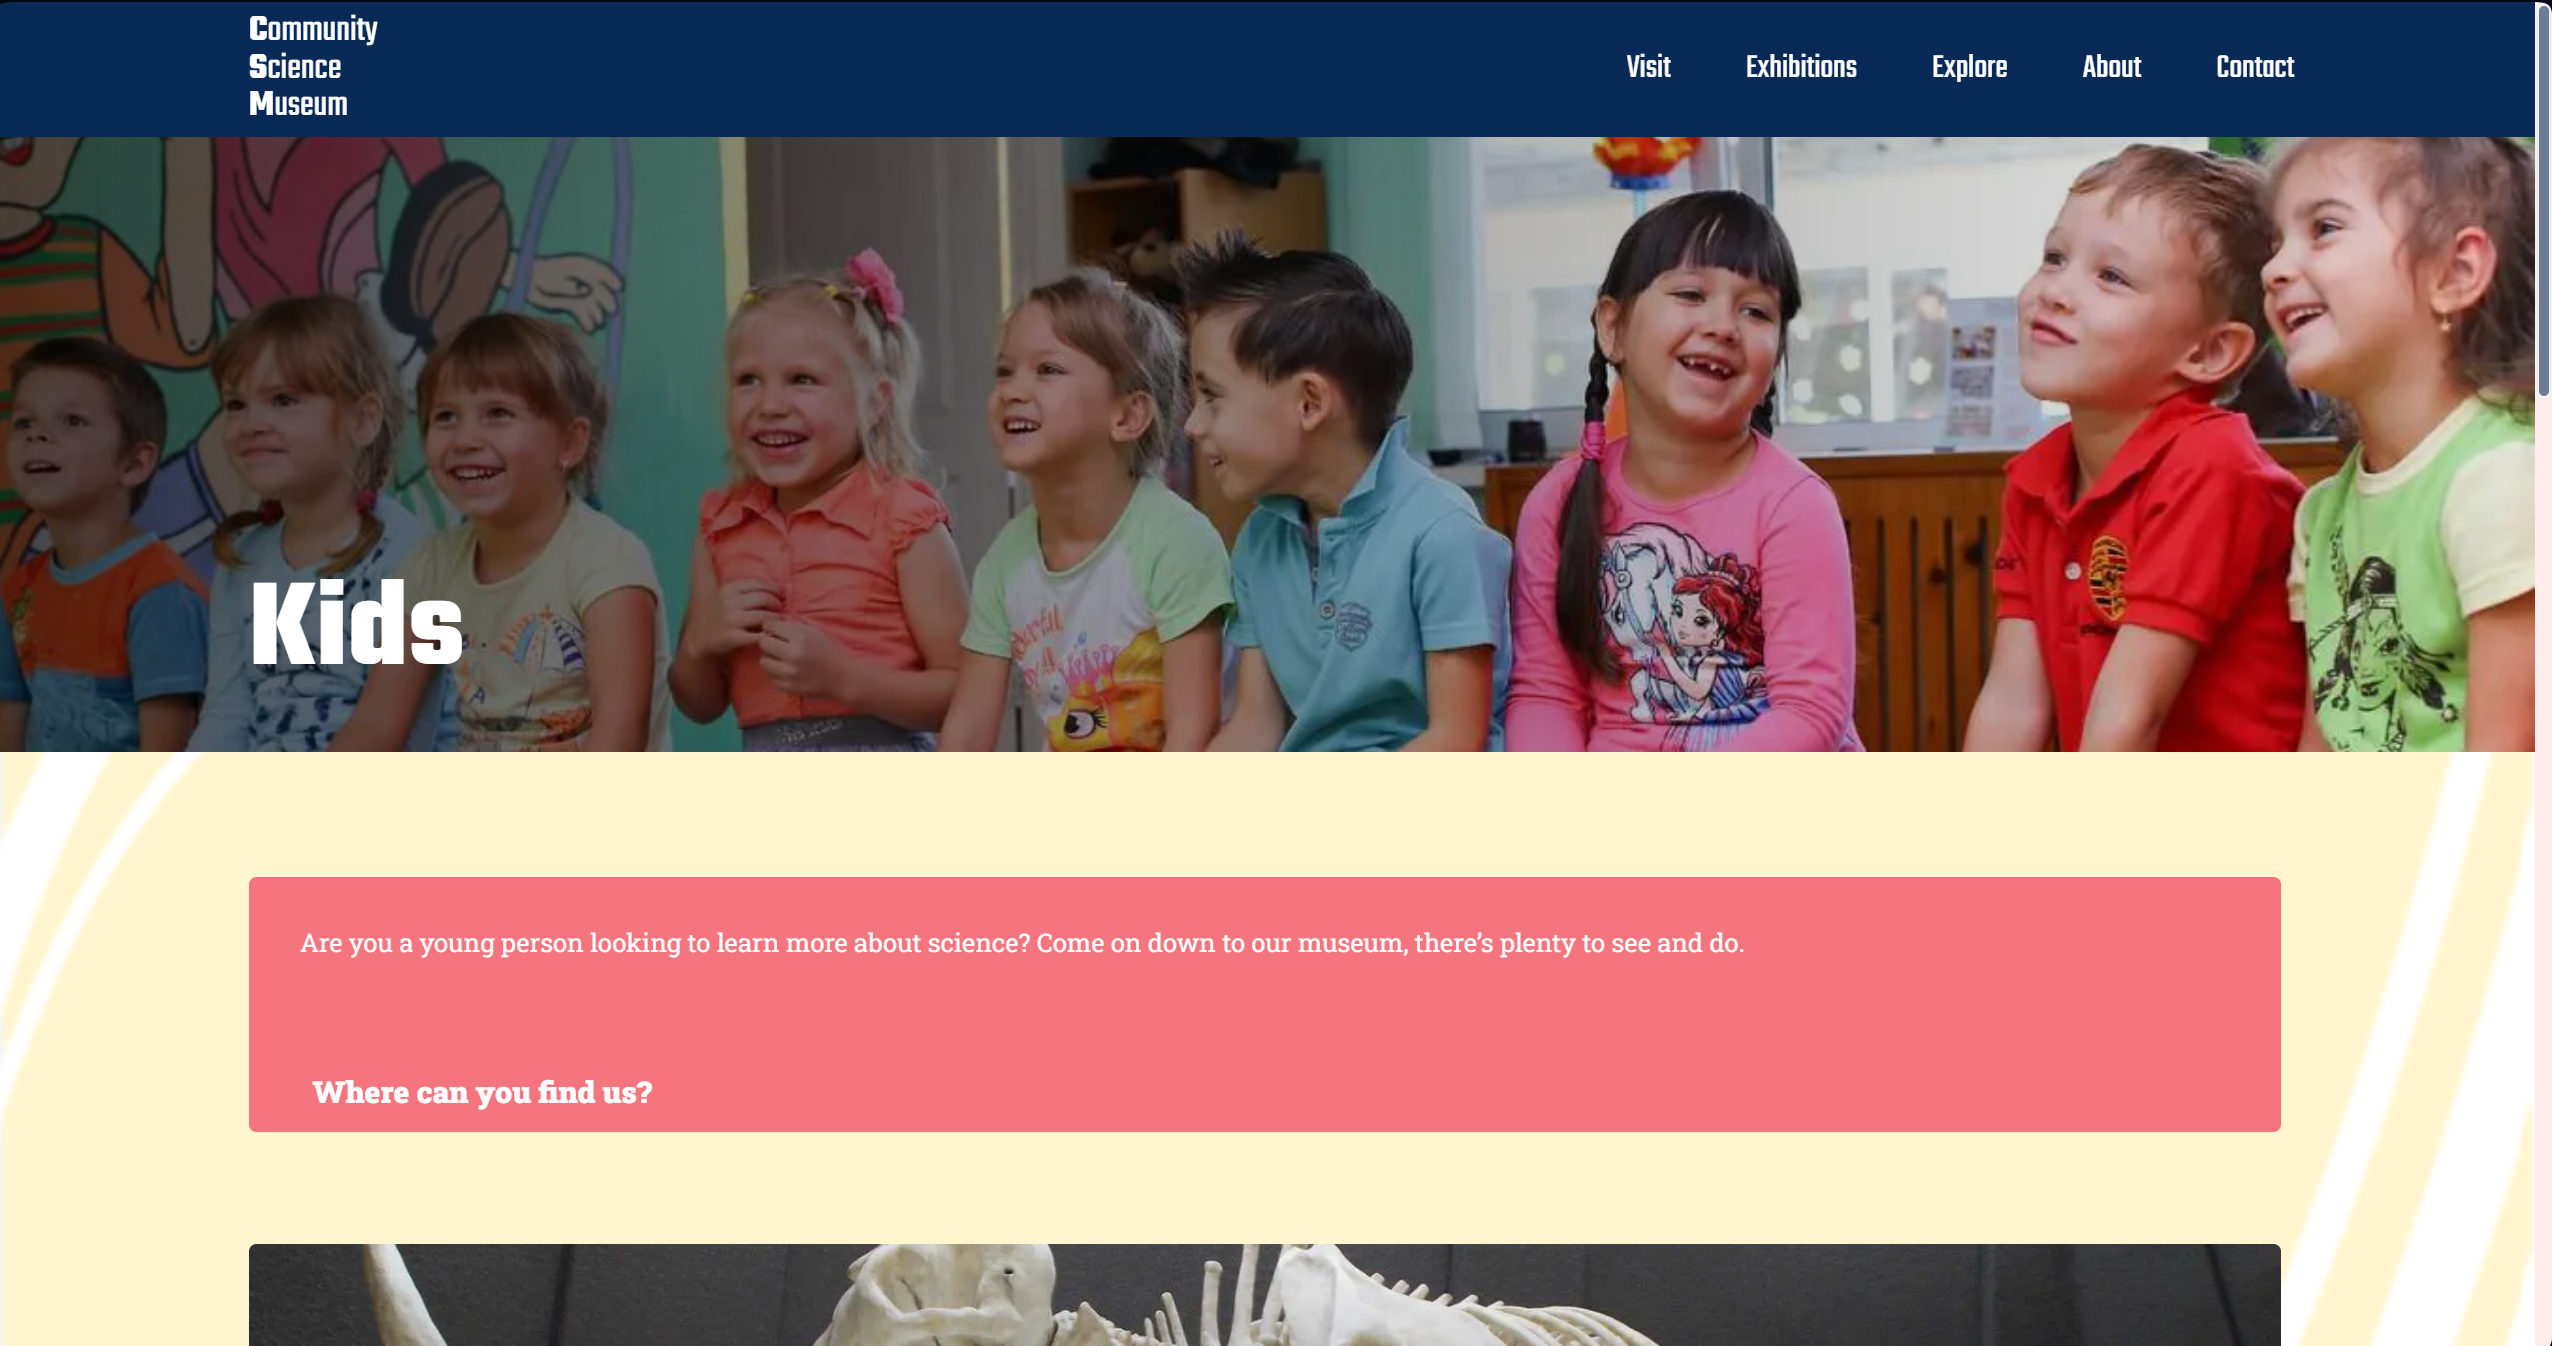 Community
Science
Museum
Visit
Exhibitions
Explore
About
Contact
Kids
Are you a young person looking to learn more about science? Come on down to our museum, there’s plenty to see and do.
Where can you find us?